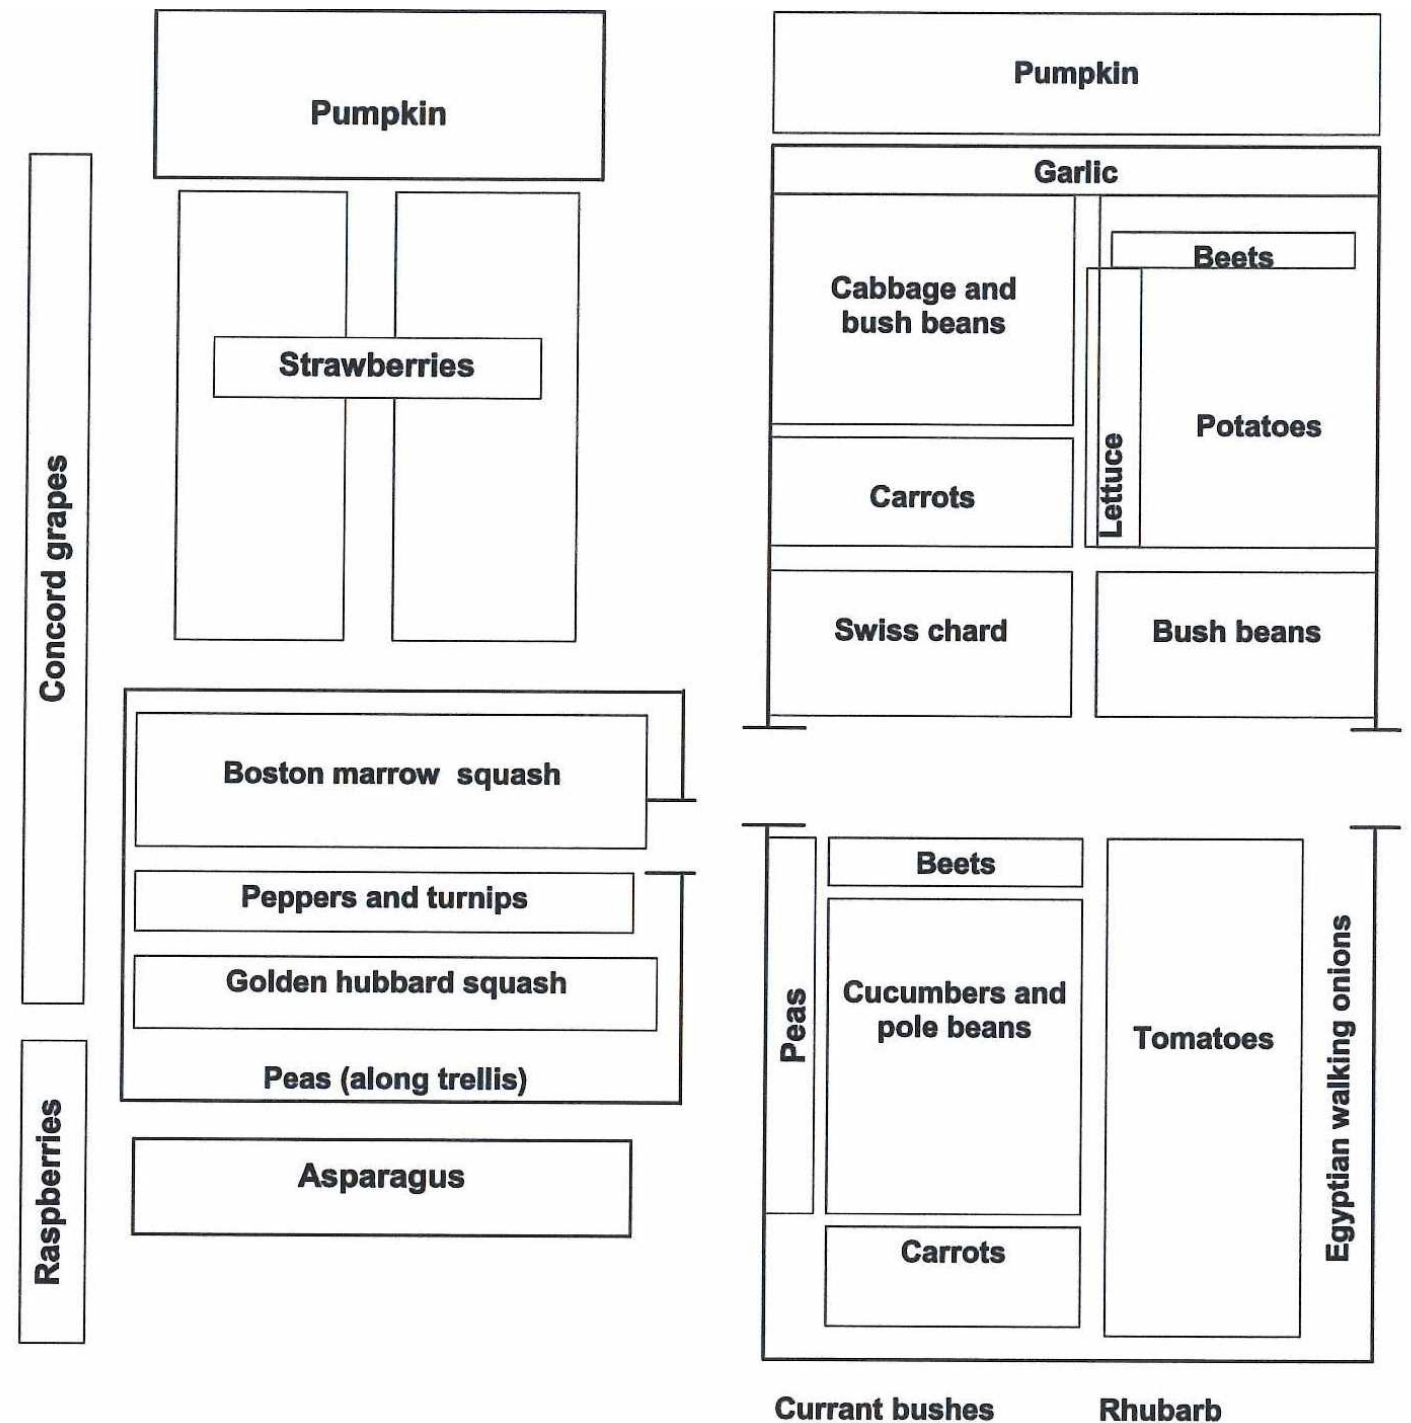 Pumpkin
Strawberries
Concord grapes
Boston marrow squash
Peppers and turnips
Golden hubbard squash
Peas (along trellis)
Raspberries
Asparagus
Pumpkin
Garlic
Cabbage and
bush beans
Beets
Potatoes
Lettuce
Carrots
Swiss chard
Bush beans
Peas
Beets
Cucumbers and
pole beans
Tomatoes
Egyptian walking onions
Carrots
Currant bushes
Rhubarb